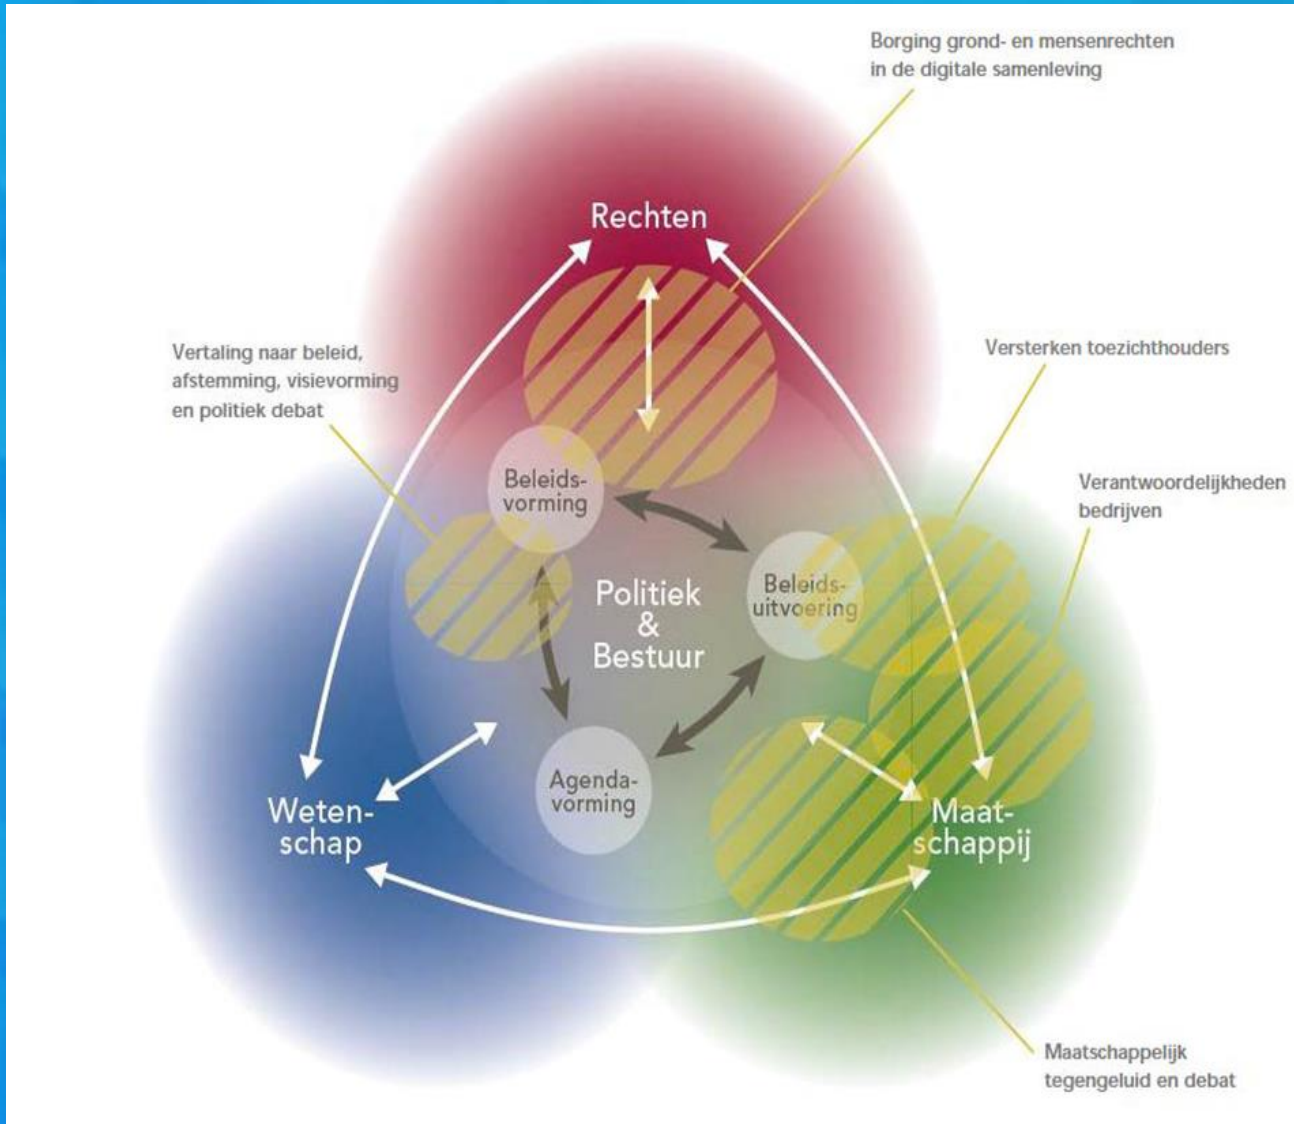 Borging grond- en mensenrechten
in de digitale samenleving
Rechten
Versterken toezichthouders
Vertaling naar beleid,
afstemming, visievorming
en politiek debat
Beleids-
vorming
Verantwoordelijkheden
bedrijven
Beleids-
uitvoering
Politiek
&
Bestuur
Agenda-
vorming
Weten-
schap
Maat-
schappij
Maatschappelijk
tegengeluid en debat